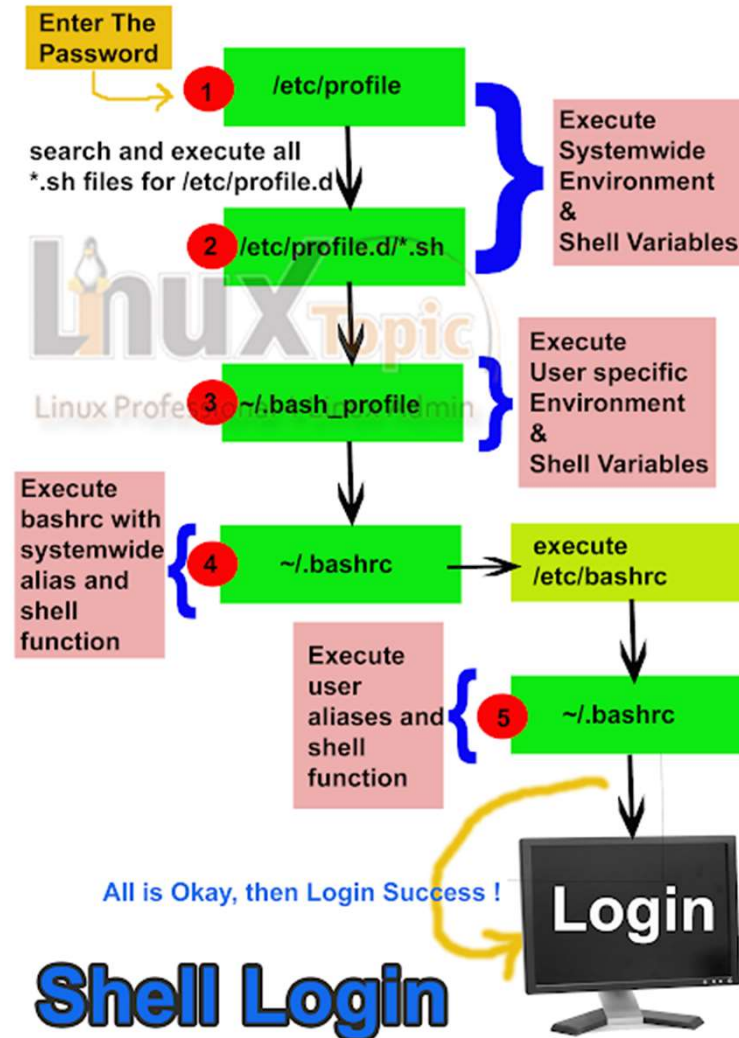 Enter The
Password
1
/etc/profile
Execute
Systemwide
Environment
&
Shell Variables
search and execute all
*.sh files for /etc/profile.d
2
/etc/profile.d/*.sh
LinuX Topic
Linux Professional Linux Admin
3
~/.bash_profile
Execute
User specific
Environment
&
Shell Variables
Execute
bashrc with
systemwide
alias and
shell
function
4
~/.bashrc
execute
/etc/bashrc
Execute
user
aliases and
shell
function
5
~/.bashrc
All is Okay, then Login Success !
Login
Shell Login